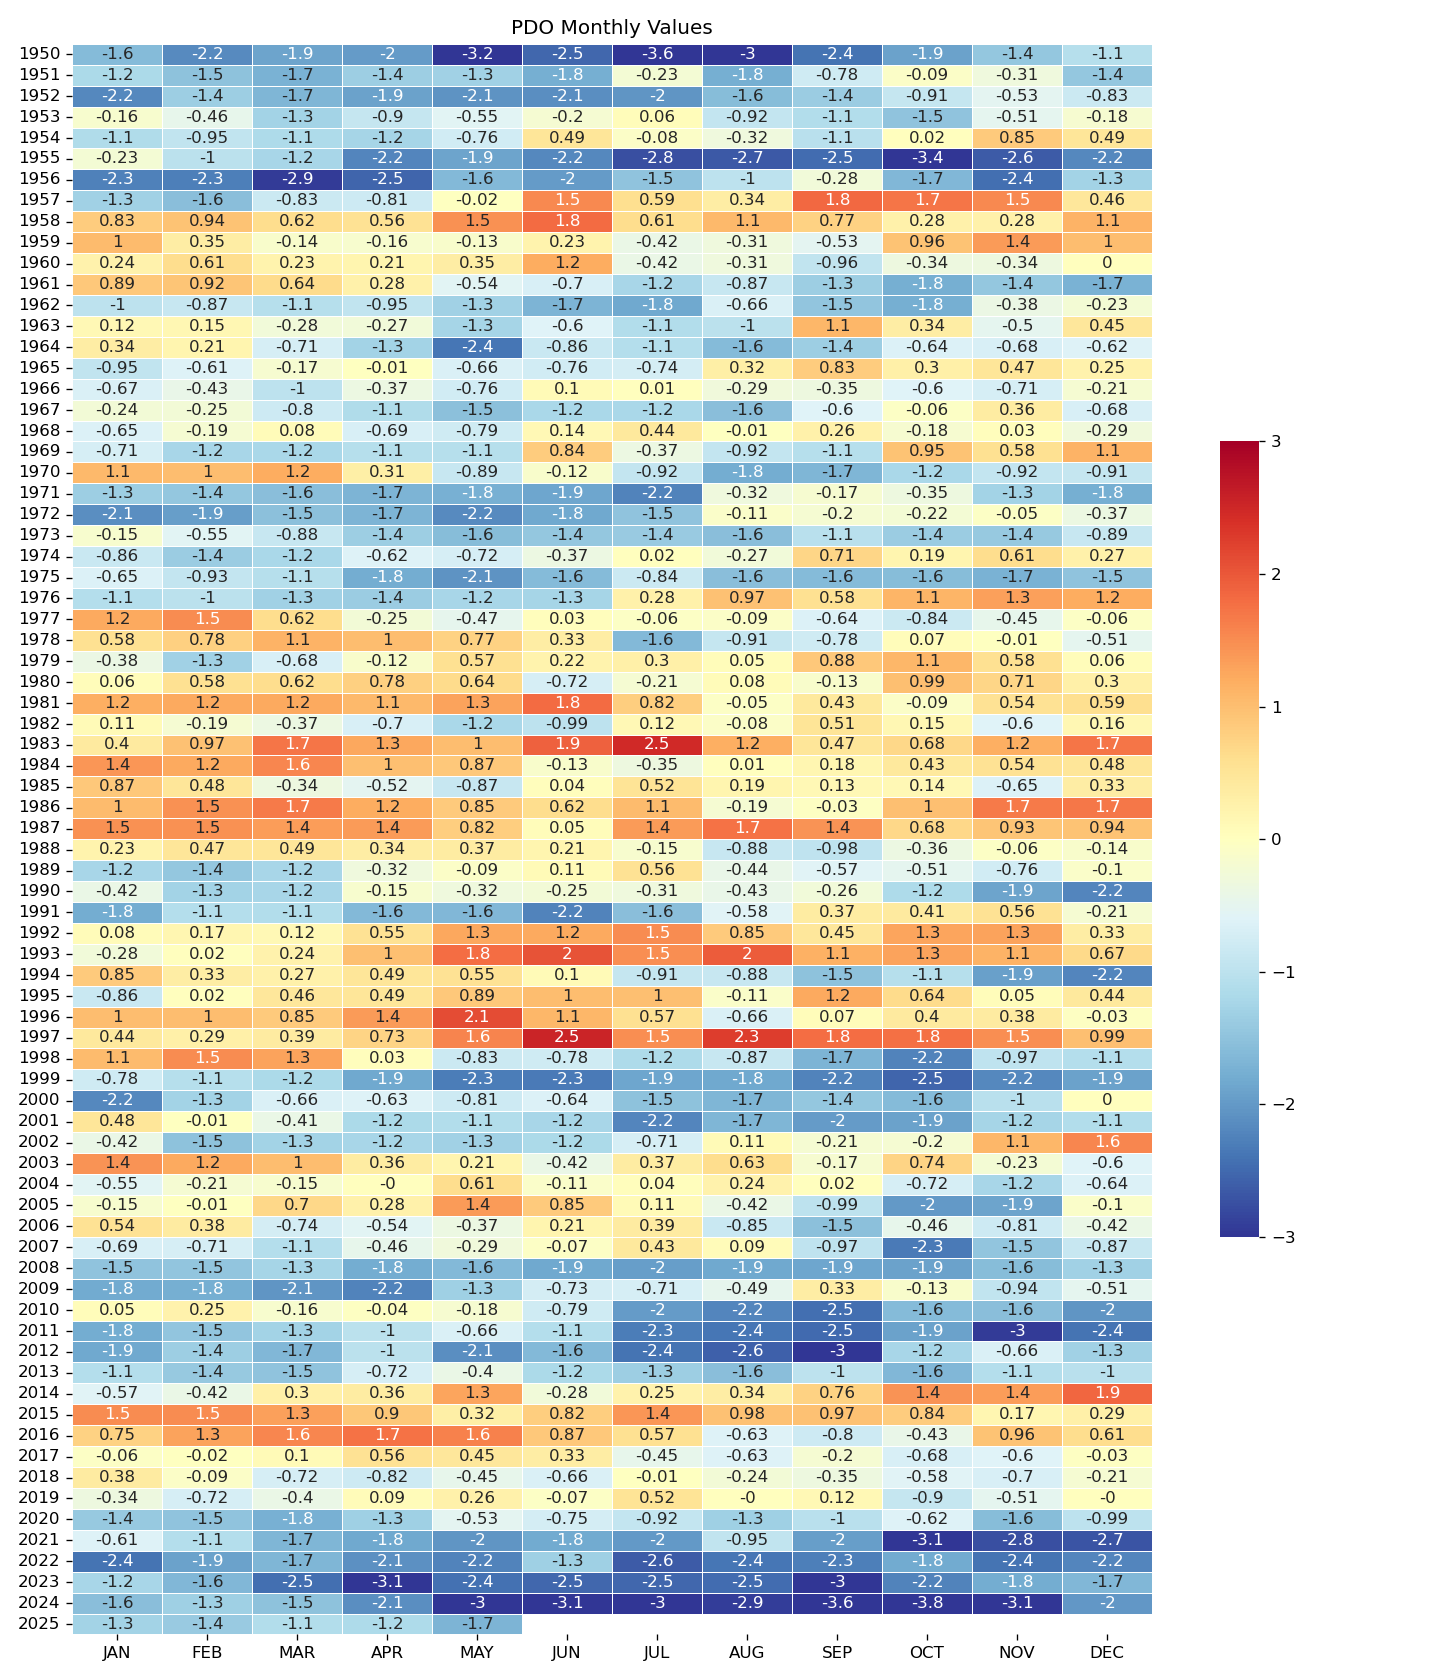 PDO Monthly Values
1950 -1.6 -2.2 -1.9 -2 -3.2 -2.5 -3.6 -3 -2.4 -1.9 -1.4 -1.1
1951 -1.2 -1.5 -1.7 -1.4 -1.3 -1.8 -0.23 -1.8 -0.78 -0.09 -0.31 -1.4
1952 -2.2 -1.4 -1.7 -1.9 -2.1 -2.1 -2 -1.6 -1.4 -0.91 -0.53 -0.83
1953 -0.16 -0.46 -1.3 -0.9 -0.55 -0.2 0.06 -0.92 -1.1 -1.5 -0.51 -0.18
1954 -1.1 -0.95 -1.1 -1.2 -0.76 0.49 -0.08 -0.32 -1.1 0.02 0.85 0.49
1955 -0.23 -1 -1.2 -2.2 -1.9 -2.2 -2.8 -2.7 -2.5 -3.4 -2.6 -2.2
1956 -2.3 -2.3 -2.9 -2.5 -1.6 -2 -1.5 -1 -0.28 -1.7 -2.4 -1.3
1957 -1.3 -1.6 -0.83 -0.81 -0.02 1.5 0.59 0.34 1.8 1.7 1.5 0.46
1958 0.83 0.94 0.62 0.56 1.5 1.8 0.61 1.1 0.77 0.28 0.28 1.1
1959 1 0.35 -0.14 -0.16 -0.13 0.23 -0.42 -0.31 -0.53 0.96 1.4 1
1960 0.24 0.61 0.23 0.21 0.35 1.2 -0.42 -0.31 -0.96 -0.34 -0.34 0
1961 0.89 0.92 0.64 0.28 -0.54 -0.7 -1.2 -0.87 -1.3 -1.8 -1.4 -1.7
1962 -1 -0.87 -1.1 -0.95 -1.3 -1.7 -1.8 -0.66 -1.5 -1.8 -0.38 -0.23
1963 0.12 0.15 -0.28 -0.27 -1.3 -0.6 -1.1 -1 1.1 0.34 -0.5 0.45
1964 0.34 0.21 -0.71 -1.3 -2.4 -0.86 -1.1 -1.6 -1.4 -0.64 -0.68 -0.62
1965 -0.95 -0.61 -0.17 -0.01 -0.66 -0.76 -0.74 0.32 0.83 0.3 0.47 0.25
1966 -0.67 -0.43 -1 -0.37 -0.76 0.1 0.01 -0.29 -0.35 -0.6 -0.71 -0.21
1967 -0.24 -0.25 -0.8 -1.1 -1.5 -1.2 -1.2 -1.6 -0.6 -0.06 0.36 -0.68
1968 -0.65 -0.19 0.08 -0.69 -0.79 0.14 0.44 -0.01 0.26 -0.18 0.03 -0.29
1969 -0.71 -1.2 -1.2 -1.1 -1.1 0.84 -0.37 -0.92 -1.1 0.95 0.58 1.1
1970 1.1 1 1.2 0.31 -0.89 -0.12 -0.92 -1.8 -1.7 -1.2 -0.92 -0.91
1971 -1.3 -1.4 -1.6 -1.7 -1.8 -1.9 -2.2 -0.32 -0.17 -0.35 -1.3 -1.8
1972 -2.1 -1.9 -1.5 -1.7 -2.2 -1.8 -1.5 -0.11 -0.2 -0.22 -0.05 -0.37
1973 -0.15 -0.55 -0.88 -1.4 -1.6 -1.4 -1.4 -1.6 -1.1 -1.4 -1.4 -0.89
1974 -0.86 -1.4 -1.2 -0.62 -0.72 -0.37 0.02 -0.27 0.71 0.19 0.61 0.27
1975 -0.65 -0.93 -1.1 -1.8 -2.1 -1.6 -0.84 -1.6 -1.6 -1.6 -1.7 -1.5
1976 -1.1 -1 -1.3 -1.4 -1.2 -1.3 0.28 0.97 0.58 1.1 1.3 1.2
1977 1.2 1.5 0.62 -0.25 -0.47 0.03 -0.06 -0.09 -0.64 -0.84 -0.45 -0.06
1978 0.58 0.78 1.1 1 0.77 0.33 -1.6 -0.91 -0.78 0.07 -0.01 -0.51
1979 -0.38 -1.3 -0.68 -0.12 0.57 0.22 0.3 0.05 0.88 1.1 0.58 0.06
1980 0.06 0.58 0.62 0.78 0.64 -0.72 -0.21 0.08 -0.13 0.99 0.71 0.3
1981 1.2 1.2 1.2 1.1 1.3 1.8 0.82 -0.05 0.43 -0.09 0.54 0.59
1982 0.11 -0.19 -0.37 -0.7 -1.2 -0.99 0.12 -0.08 0.51 0.15 -0.6 0.16
1983 0.4 0.97 1.7 1.3 1 1.9 2.5 1.2 0.47 0.68 1.2 1.7
1984 1.4 1.2 1.6 1 0.87 -0.13 -0.35 0.01 0.18 0.43 0.54 0.48
1985 0.87 0.48 -0.34 -0.52 -0.87 0.04 0.52 0.19 0.13 0.14 -0.65 0.33
1986 1 1.5 1.7 1.2 0.85 0.62 1.1 -0.19 -0.03 1 1.7 1.7
1987 1.5 1.5 1.4 1.4 0.82 0.05 1.4 1.7 1.4 0.68 0.93 0.94
1988 0.23 0.47 0.49 0.34 0.37 0.21 -0.15 -0.88 -0.98 -0.36 -0.06 -0.14
1989 -1.2 -1.4 -1.2 -0.32 -0.09 0.11 0.56 -0.44 -0.57 -0.51 -0.76 -0.1
1990 -0.42 -1.3 -1.2 -0.15 -0.32 -0.25 -0.31 -0.43 -0.26 -1.2 -1.9 -2.2
1991 -1.8 -1.1 -1.1 -1.6 -1.6 -2.2 -1.6 -0.58 0.37 0.41 0.56 -0.21
1992 0.08 0.17 0.12 0.55 1.3 1.2 1.5 0.85 0.45 1.3 1.3 0.33
1993 -0.28 0.02 0.24 1 1.8 2 1.5 2 1.1 1.3 1.1 0.67
1994 0.85 0.33 0.27 0.49 0.55 0.1 -0.91 -0.88 -1.5 -1.1 -1.9 -2.2
1995 -0.86 0.02 0.46 0.49 0.89 1 1 -0.11 1.2 0.64 0.05 0.44
1996 1 1 0.85 1.4 2.1 1.1 0.57 -0.66 0.07 0.4 0.38 -0.03
1997 0.44 0.29 0.39 0.73 1.6 2.5 1.5 2.3 1.8 1.8 1.5 0.99
1998 1.1 1.5 1.3 0.03 -0.83 -0.78 -1.2 -0.87 -1.7 -2.2 -0.97 -1.1
1999 -0.78 -1.1 -1.2 -1.9 -2.3 -2.3 -1.9 -1.8 -2.2 -2.5 -2.2 -1.9
2000 -2.2 -1.3 -0.66 -0.63 -0.81 -0.64 -1.5 -1.7 -1.4 -1.6 -1 0
2001 0.48 -0.01 -0.41 -1.2 -1.1 -1.2 -2.2 -1.7 -2 -1.9 -1.2 -1.1
2002 -0.42 -1.5 -1.3 -1.2 -1.3 -1.2 -0.71 0.11 -0.21 -0.2 1.1 1.6
2003 1.4 1.2 1 0.36 0.21 -0.42 0.37 0.63 -0.17 0.74 -0.23 -0.6
2004 -0.55 -0.21 -0.15 -0 0.61 -0.11 0.04 0.24 0.02 -0.72 -1.2 -0.64
2005 -0.15 -0.01 0.7 0.28 1.4 0.85 0.11 -0.42 -0.99 -2 -1.9 -0.1
2006 0.54 0.38 -0.74 -0.54 -0.37 0.21 0.39 -0.85 -1.5 -0.46 -0.81 -0.42
2007 -0.69 -0.71 -1.1 -0.46 -0.29 -0.07 0.43 0.09 -0.97 -2.3 -1.5 -0.87
2008 -1.5 -1.5 -1.3 -1.8 -1.6 -1.9 -2 -1.9 -1.9 -1.9 -1.6 -1.3
2009 -1.8 -1.8 -2.1 -2.2 -1.3 -0.73 -0.71 -0.49 0.33 -0.13 -0.94 -0.51
2010 0.05 0.25 -0.16 -0.04 -0.18 -0.79 -2 -2.2 -2.5 -1.6 -1.6 -2
2011 -1.8 -1.5 -1.3 -1 -0.66 -1.1 -2.3 -2.4 -2.5 -1.9 -3 -2.4
2012 -1.9 -1.4 -1.7 -1 -2.1 -1.6 -2.4 -2.6 -3 -1.2 -0.66 -1.3
2013 -1.1 -1.4 -1.5 -0.72 -0.4 -1.2 -1.3 -1.6 -1 -1.6 -1.1 -1
2014 -0.57 -0.42 0.3 0.36 1.3 -0.28 0.25 0.34 0.76 1.4 1.4 1.9
2015 1.5 1.5 1.3 0.9 0.32 0.82 1.4 0.98 0.97 0.84 0.17 0.29
2016 0.75 1.3 1.6 1.7 1.6 0.87 0.57 -0.63 -0.8 -0.43 0.96 0.61
2017 -0.06 -0.02 0.1 0.56 0.45 0.33 -0.45 -0.63 -0.2 -0.68 -0.6 -0.03
2018 0.38 -0.09 -0.72 -0.82 -0.45 -0.66 -0.01 -0.24 -0.35 -0.58 -0.7 -0.21
2019 -0.34 -0.72 -0.4 0.09 0.26 -0.07 0.52 -0 0.12 -0.9 -0.51 -0
2020 -1.4 -1.5 -1.8 -1.3 -0.53 -0.75 -0.92 -1.3 -1 -0.62 -1.6 -0.99
2021 -0.61 -1.1 -1.7 -1.8 -2 -1.8 -2 -0.95 -2 -3.1 -2.8 -2.7
2022 -2.4 -1.9 -1.7 -2.1 -2.2 -1.3 -2.6 -2.4 -2.3 -1.8 -2.4 -2.2
2023 -1.2 -1.6 -2.5 -3.1 -2.4 -2.5 -2.5 -2.5 -3 -2.2 -1.8 -1.7
2024 -1.6 -1.3 -1.5 -2.1 -3 -3.1 -3 -2.9 -3.6 -3.8 -3.1 -2
2025 -1.3 -1.4 -1.1 -1.2 -1.7
JAN FEB MAR APR MAY JUN JUL AUG SEP OCT NOV DEC
3
2
1
0
−1
−2
−3